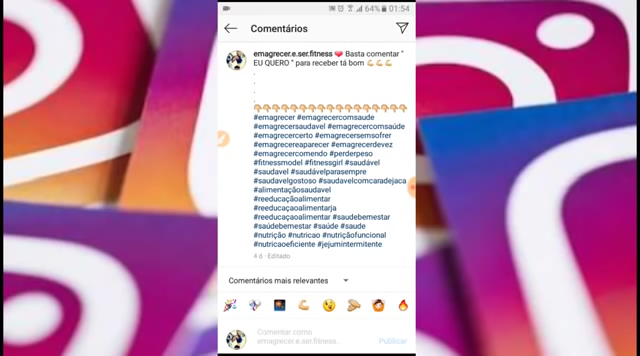 64% 01:54
Comentários
emagrecer.e.ser.fitness ❤ Basta comentar "
EU QUERO " para receber tá bom 💪💪💪
.
.
.
.
👇👇👇👇👇👇👇👇👇👇👇👇👇👇👇
#emagrecer #emagrecercomsaude
#emagrecersaudavel #emagrecercomsaúde
#emagrecercerto #emagrecersemsofrer
#emagrecereaparecer #emagrecerdevez
#emagrecercomendo #perderpeso
#fitnessmodel #fitnessgirl #saudável
#saudavel #saudávelparasempre
#saudavelgostoso #saudavelcomcaradejaca
#alimentaçãosaudavel
#reeducaçãoalimentar
#reeducaçaoalimentarja
#reeducaçaoalimentar #saudebemestar
#saúdebemestar #saúde #saude
#nutrição #nutricao #nutriçãofuncional
#nutricaoeficiente #jejumintermitente
4 d · Editado
Comentários mais relevantes
Comentar como
emagrecer.e.ser.fitness...
Publicar